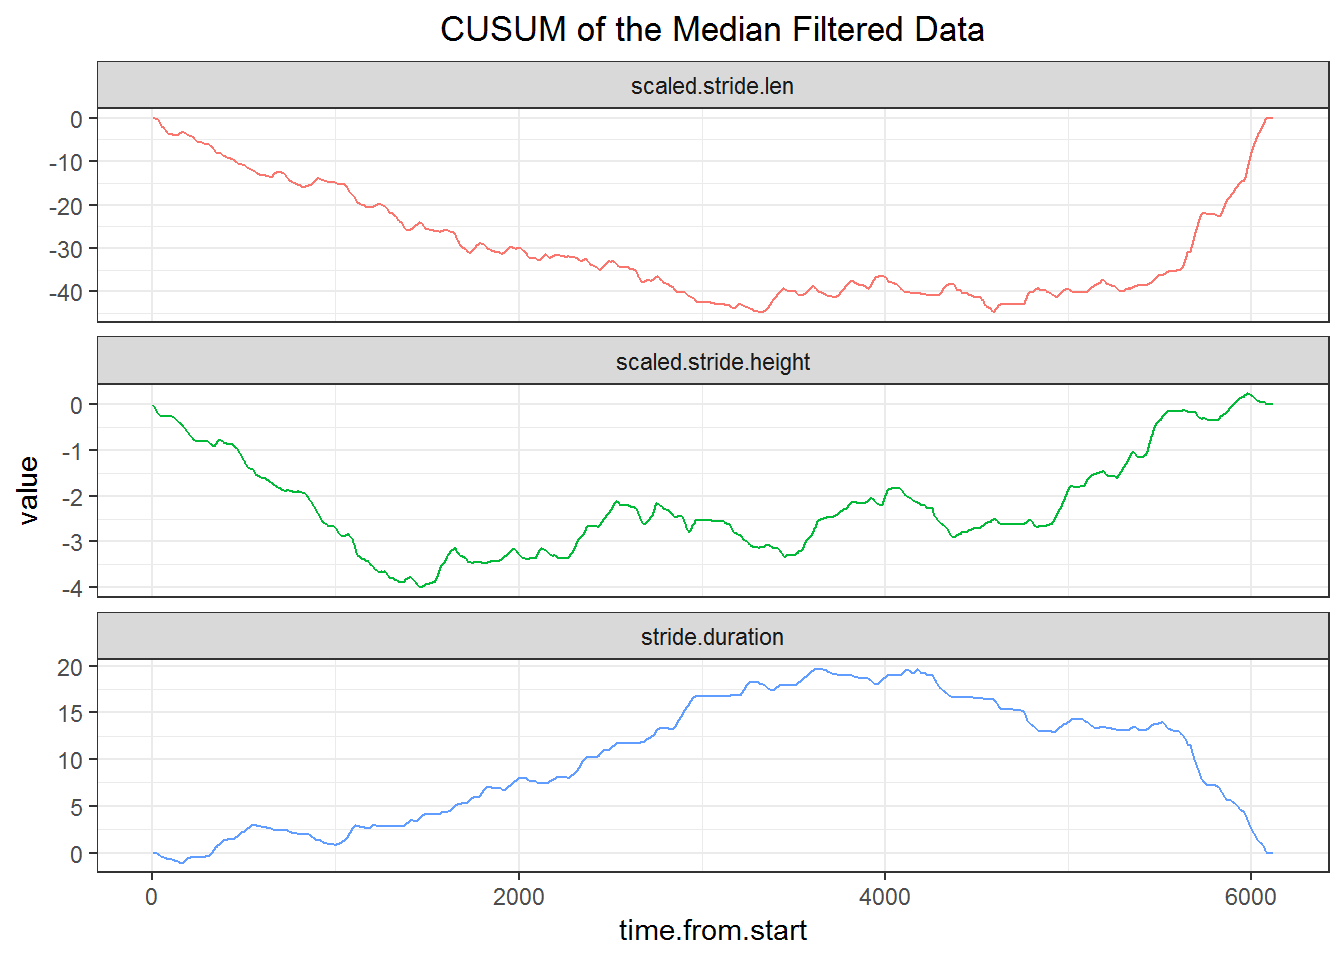 CUSUM of the Median Filtered Data
scaled.stride.len
0
-10
-20
-30
-40
scaled.stride.height
0
-1
-2
-3
-4
value
stride.duration
20
15
10
5
0
0 2000 4000 6000
time.from.start